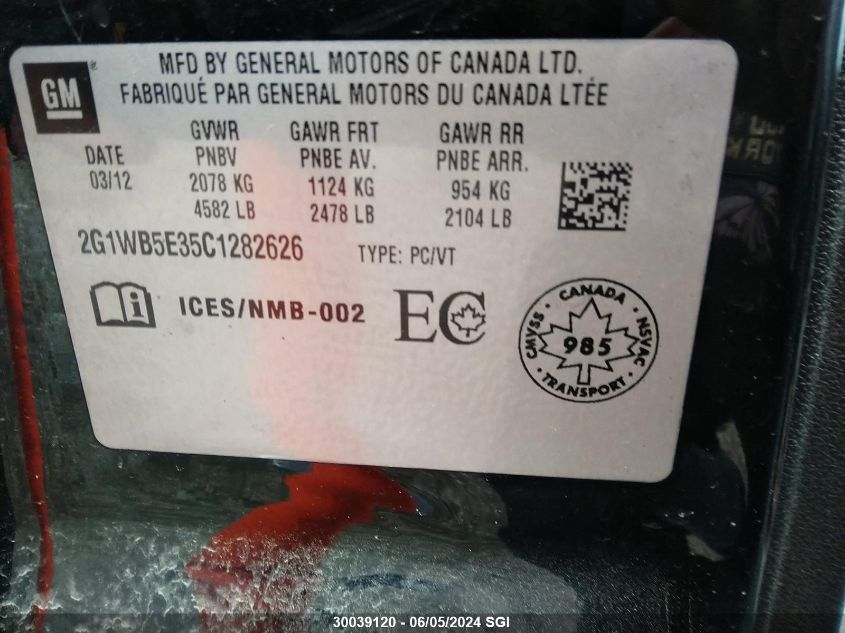 GM
MFD BY GENERAL MOTORS OF CANADA LTD.
FABRIQUÉ PAR GENERAL MOTORS DU CANADA LTÉE
GVWR GAWR FRT GAWR RR
DATE PNBV PNBE AV. PNBE ARR.
03/12 2078 KG 1124 KG 954 KG
4582 LB 2478 LB 2104 LB
2G1WB5E35C1282626 TYPE: PC/VT
i ICES/NMB-002 EC
CANADA
CMVSS 985 NSVAC
TRANSPORT
30039120 - 06/05/2024 SGI